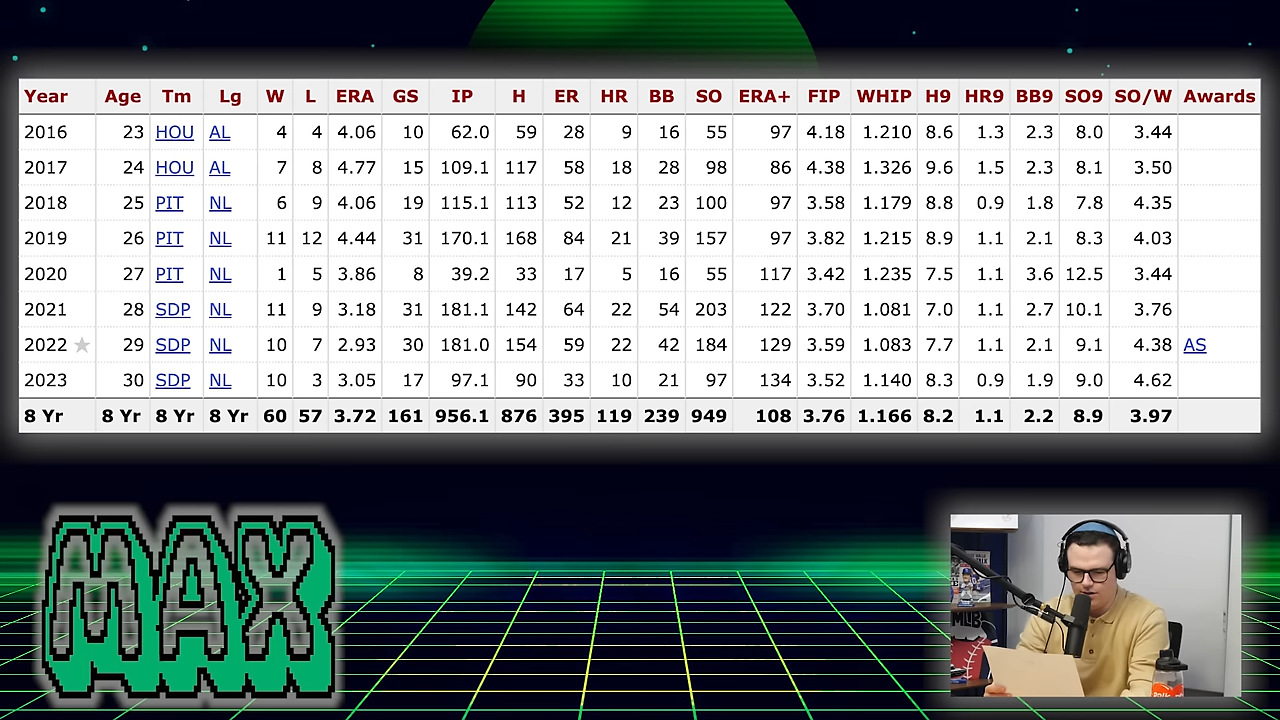 Year Age Tm Lg W L ERA GS IP H ER HR BB SO ERA+ FIP WHIP H9 HR9 BB9 SO9 SO/W Awards
2016 23 HOU AL 4 4 4.06 10 62.0 59 28 9 16 55 97 4.18 1.210 8.6 1.3 2.3 8.0 3.44
2017 24 HOU AL 7 8 4.77 15 109.1 117 58 18 28 98 86 4.38 1.326 9.6 1.5 2.3 8.1 3.50
2018 25 PIT NL 6 9 4.06 19 115.1 113 52 12 23 100 97 3.58 1.179 8.8 0.9 1.8 7.8 4.35
2019 26 PIT NL 11 12 4.44 31 170.1 168 84 21 39 157 97 3.82 1.215 8.9 1.1 2.1 8.3 4.03
2020 27 PIT NL 1 5 3.86 8 39.2 33 17 5 16 55 117 3.42 1.235 7.5 1.1 3.6 12.5 3.44
2021 28 SDP NL 11 9 3.18 31 181.1 142 64 22 54 203 122 3.70 1.081 7.0 1.1 2.7 10.1 3.76
2022 ★ 29 SDP NL 10 7 2.93 30 181.0 154 59 22 42 184 129 3.59 1.083 7.7 1.1 2.1 9.1 4.38 AS
2023 30 SDP NL 10 3 3.05 17 97.1 90 33 10 21 97 134 3.52 1.140 8.3 0.9 1.9 9.0 4.62
8 Yr 8 Yr 8 Yr 8 Yr 60 57 3.72 161 956.1 876 395 119 239 949 108 3.76 1.166 8.2 1.1 2.2 8.9 3.97
MAX
MLB